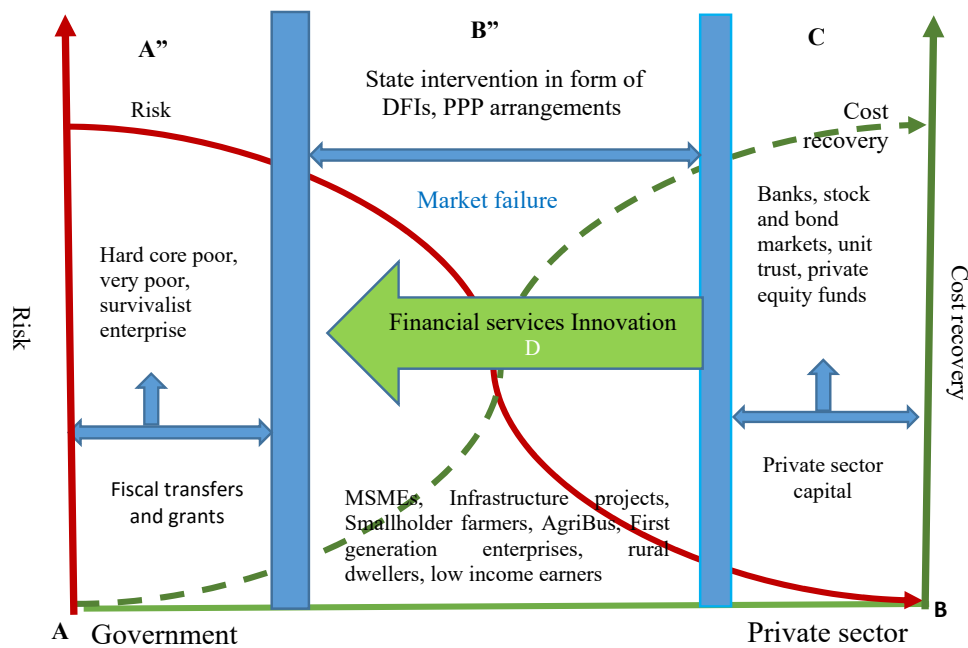 A”
B”
C
State intervention in form of
DFIs, PPP arrangements
Risk
Cost
recovery
Market failure
Banks, stock
and bond
markets, unit
trust, private
equity funds
Hard core poor,
very poor,
survivalist
enterprise
Risk
Cost recovery
Financial services Innovation
D
Fiscal transfers
and grants
MSMEs, Infrastructure projects,
Smallholder farmers, AgriBus, First
generation enterprises, rural
dwellers, low income earners
Private sector
capital
A
Government
Private sector
B